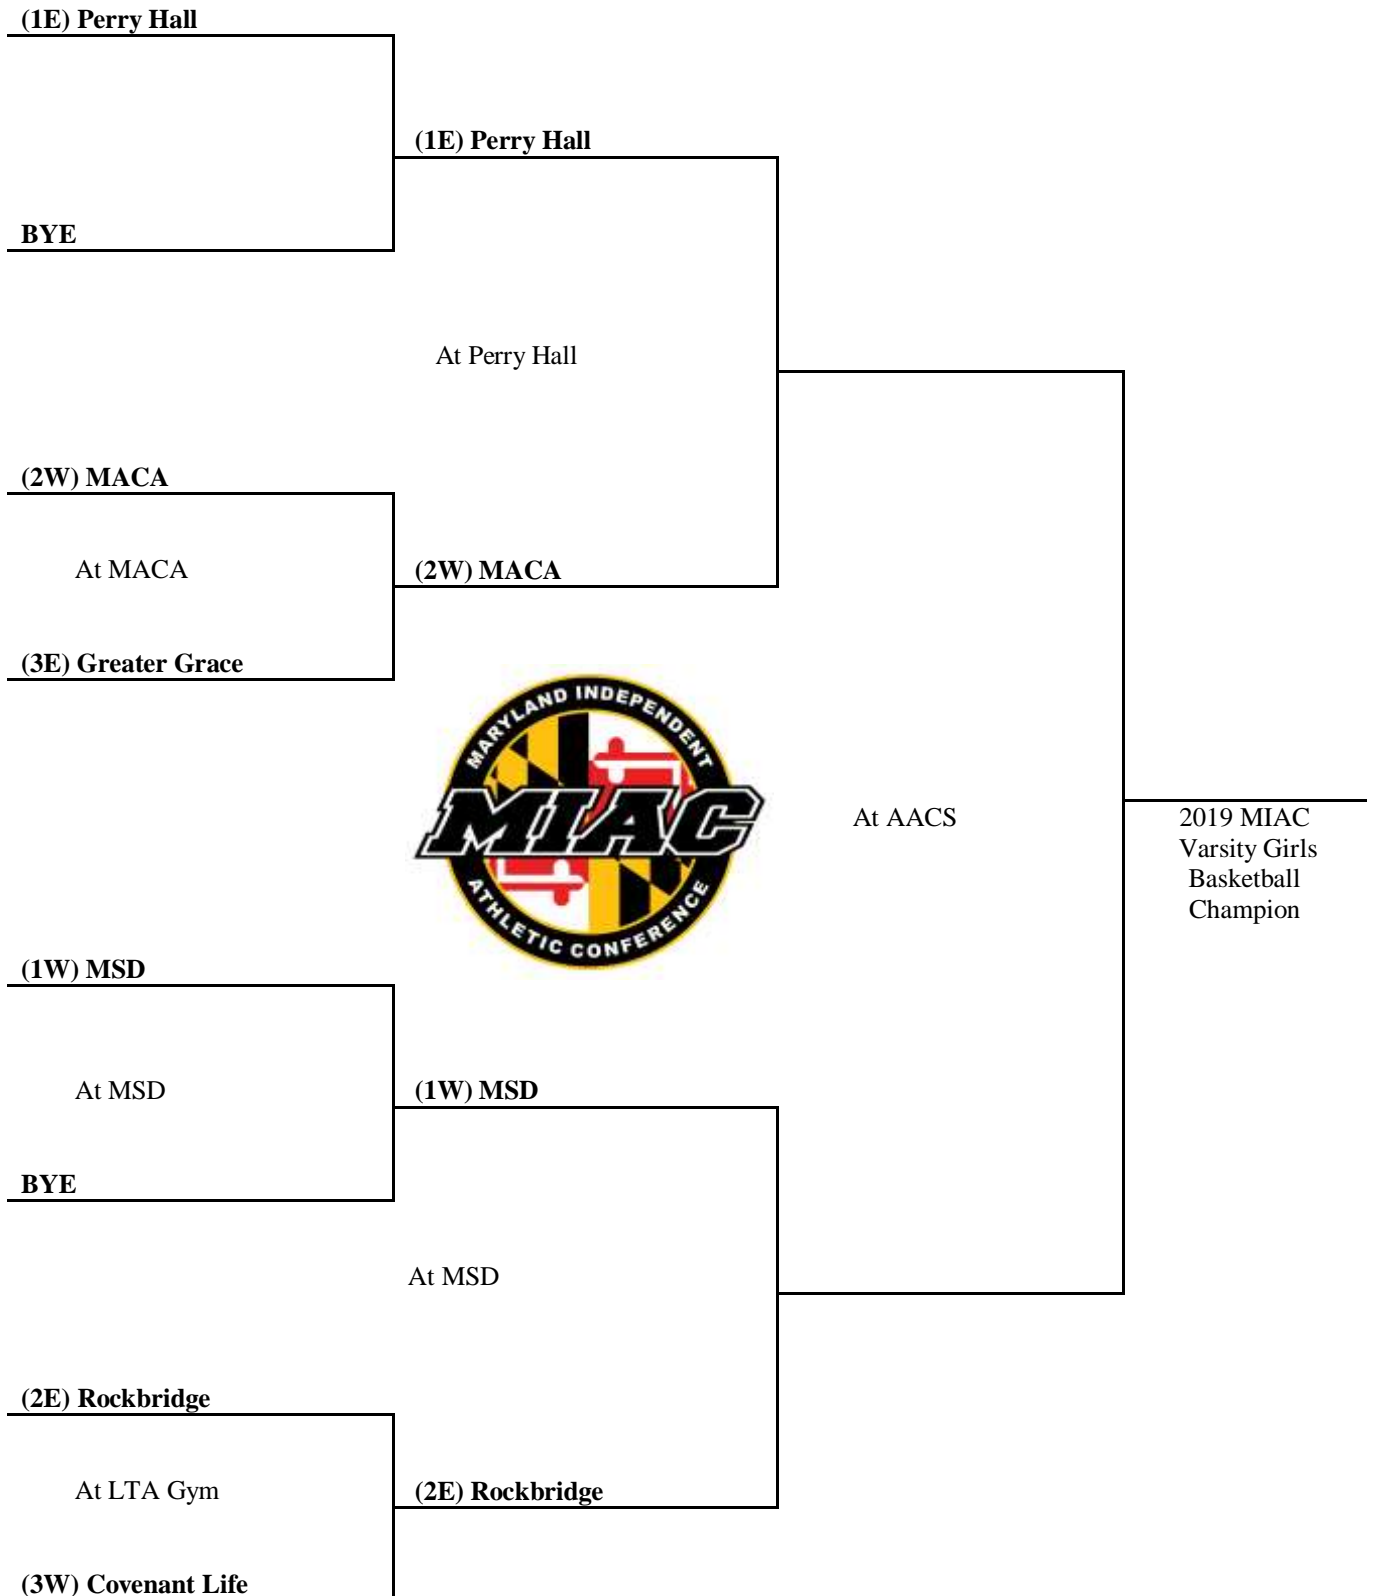 (1E) Perry Hall
(1E) Perry Hall
BYE
At Perry Hall
(2W) MACA
At MACA
(2W) MACA
(3E) Greater Grace
MARYLAND INDEPENDENT
MIAC
ATHLETIC CONFERENCE
At AACS
2019 MIAC
Varsity Girls
Basketball
Champion
(1W) MSD
At MSD
(1W) MSD
BYE
At MSD
(2E) Rockbridge
At LTA Gym
(2E) Rockbridge
(3W) Covenant Life